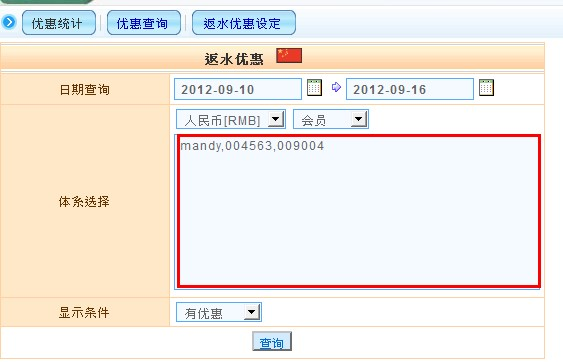 优惠统计 优惠查询 返水优惠设定
返水优惠
日期查询 2012-09-10 2012-09-16
人民币[RMB] 会员
体系选择 mandy,004563,009004
显示条件 有优惠
查询